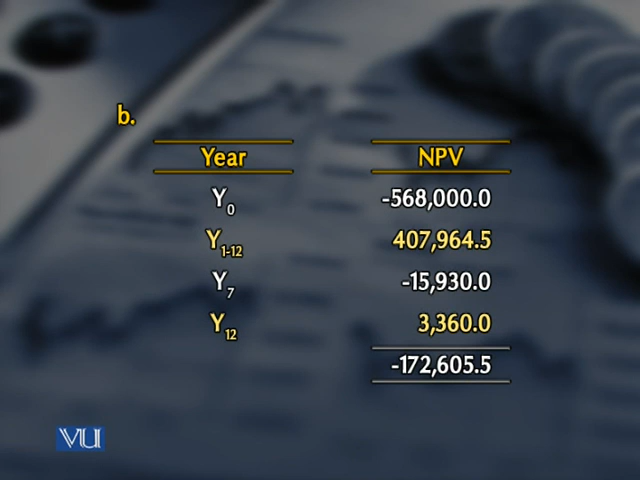 b.
Year NPV
Y0 -568,000.0
Y1-12 407,964.5
Y7 -15,930.0
Y12 3,360.0
-172,605.5
VU